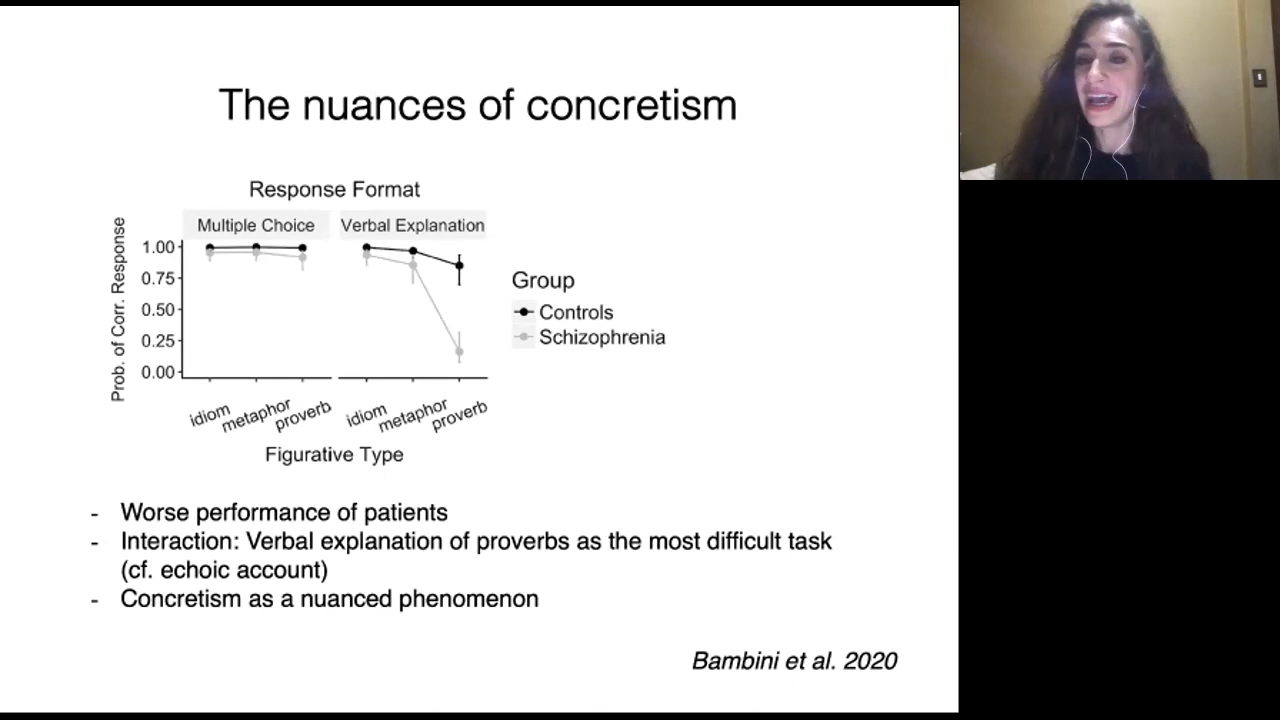 The nuances of concretism
Response Format
Multiple Choice
Verbal Explanation
Prob. of Corr. Response
1.00
0.75
0.50
0.25
0.00
idiom
metaphor
proverb
idiom
metaphor
proverb
Figurative Type
Group
Controls
Schizophrenia
- Worse performance of patients
- Interaction: Verbal explanation of proverbs as the most difficult task
(cf. echoic account)
- Concretism as a nuanced phenomenon
Bambini et al. 2020